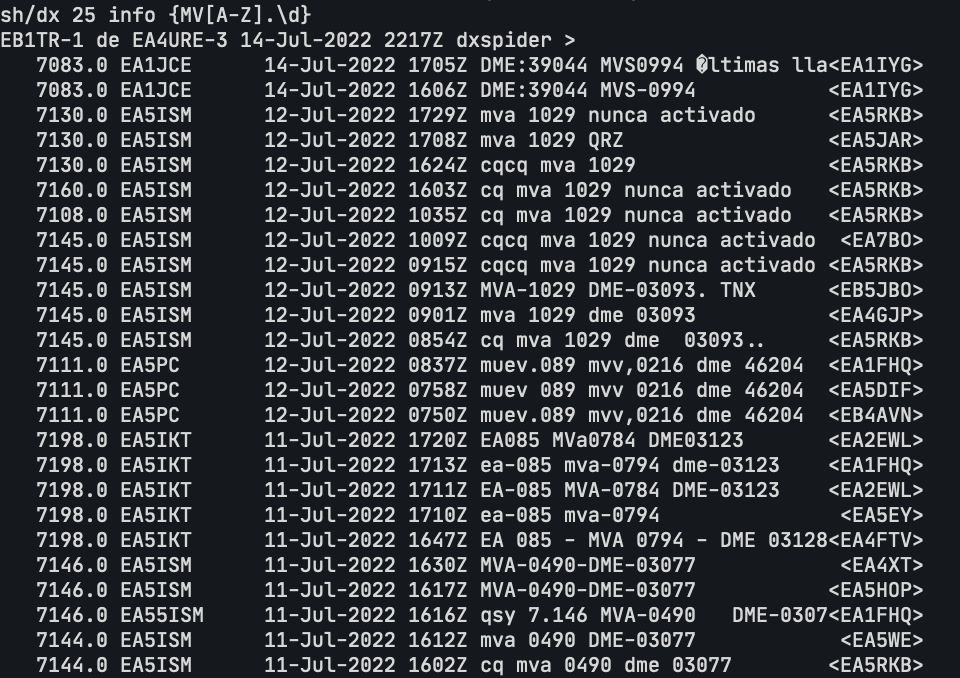 sh/dx 25 info {MV[A-Z].\d}
EB1TR-1 de EA4URE-3 14-Jul-2022 2217Z dxspider >
7083.0 EA1JCE 14-Jul-2022 1705Z DME:39044 MVS0994 �ltimas lla<EA1IYG>
7083.0 EA1JCE 14-Jul-2022 1606Z DME:39044 MVS-0994 <EA1IYG>
7130.0 EA5ISM 12-Jul-2022 1729Z mva 1029 nunca activado <EA5RKB>
7130.0 EA5ISM 12-Jul-2022 1708Z mva 1029 QRZ <EA5JAR>
7130.0 EA5ISM 12-Jul-2022 1624Z cqcq mva 1029 <EA5RKB>
7160.0 EA5ISM 12-Jul-2022 1603Z cq mva 1029 nunca activado <EA5RKB>
7108.0 EA5ISM 12-Jul-2022 1035Z cq mva 1029 nunca activado <EA5RKB>
7145.0 EA5ISM 12-Jul-2022 1009Z cqcq mva 1029 nunca activado <EA7BO>
7145.0 EA5ISM 12-Jul-2022 0915Z cqcq mva 1029 nunca activado <EA5RKB>
7145.0 EA5ISM 12-Jul-2022 0913Z MVA-1029 DME-03093. TNX <EB5JBO>
7145.0 EA5ISM 12-Jul-2022 0901Z mva 1029 dme 03093 <EA4GJP>
7145.0 EA5ISM 12-Jul-2022 0854Z cq mva 1029 dme  03093.. <EA5RKB>
7111.0 EA5PC 12-Jul-2022 0837Z muev.089 mvv,0216 dme 46204 <EA1FHQ>
7111.0 EA5PC 12-Jul-2022 0758Z muev 089 mvv 0216 dme 46204 <EA5DIF>
7111.0 EA5PC 12-Jul-2022 0750Z muev.089 mvv,0216 dme 46204 <EB4AVN>
7198.0 EA5IKT 11-Jul-2022 1720Z EA085 MVa0784 DME03123 <EA2EWL>
7198.0 EA5IKT 11-Jul-2022 1713Z ea-085 mva-0794 dme-03123 <EA1FHQ>
7198.0 EA5IKT 11-Jul-2022 1711Z EA-085 MVA-0784 DME-03123 <EA2EWL>
7198.0 EA5IKT 11-Jul-2022 1710Z ea-085 mva-0794 <EA5EY>
7198.0 EA5IKT 11-Jul-2022 1647Z EA 085 - MVA 0794 - DME 03128<EA4FTV>
7146.0 EA5ISM 11-Jul-2022 1630Z MVA-0490-DME-03077 <EA4XT>
7146.0 EA5ISM 11-Jul-2022 1617Z MVA-0490-DME-03077 <EA5HOP>
7146.0 EA55ISM 11-Jul-2022 1616Z qsy 7.146 MVA-0490 DME-0307<EA1FHQ>
7144.0 EA5ISM 11-Jul-2022 1612Z mva 0490 DME-03077 <EA5WE>
7144.0 EA5ISM 11-Jul-2022 1602Z cq mva 0490 dme 03077 <EA5RKB>